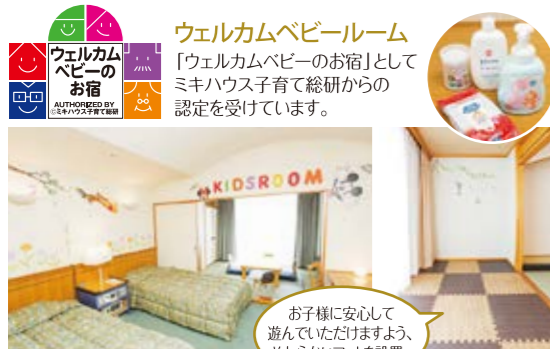 ウェルカム
ベビーの
お宿
AUTHORIZED BY
©ミキハウス子育て総研
ウェルカムベビールーム
「ウェルカムベビーのお宿」として
ミキハウス子育て総研からの
認定を受けています。
KIDSROOM
お子様に安心して
遊んでいただけますよう、